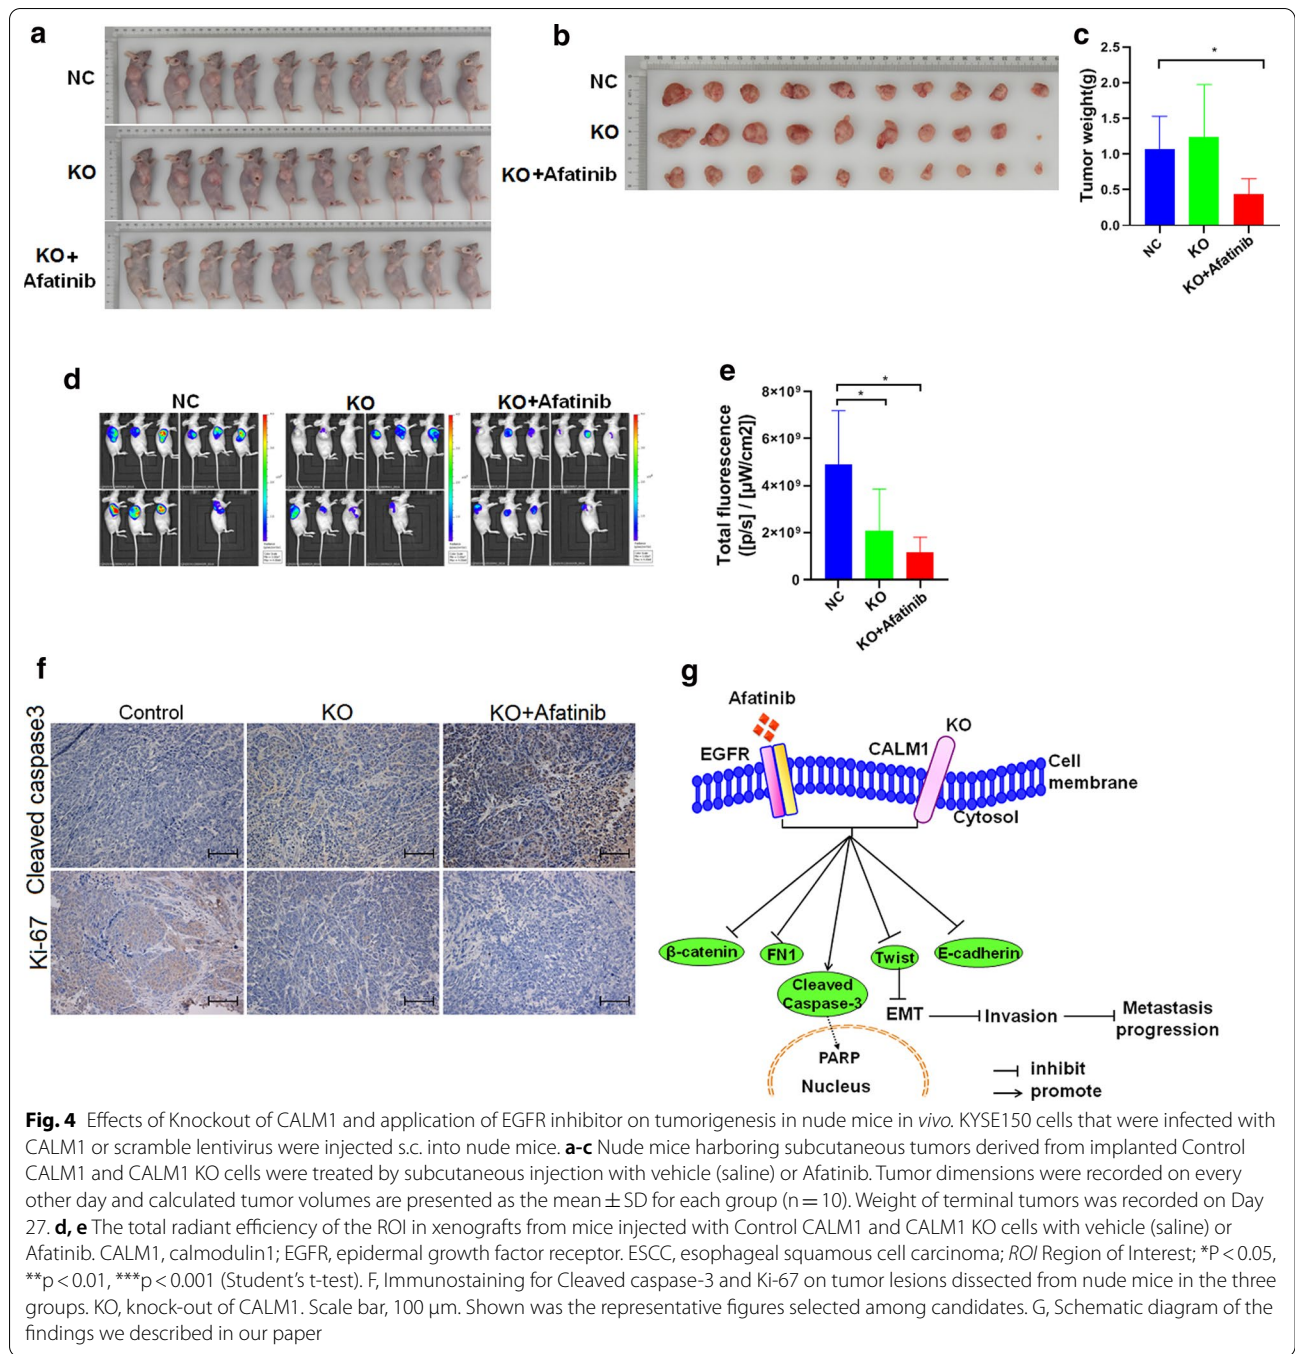 a
NC
KO
KO+
Afatinib
b
NC
KO
KO+Afatinib
c
Tumor weight(g)
2.5
2.0
1.5
1.0
0.5
0.0
*
NC
KO
KO+Afatinib
d
NC
KO
KO+Afatinib
e
Total fluorescence
([p/s] / [µW/cm2])
8×10⁹
6×10⁹
4×10⁹
2×10⁹
0
*
*
NC
KO
KO+Afatinib
f
Control
KO
KO+Afatinib
Cleaved caspase3
Ki-67
g
Afatinib
KO
EGFR
CALM1
Cell
membrane
Cytosol
β-catenin
FN1
Twist
E-cadherin
Cleaved
Caspase-3
EMT
Invasion
Metastasis
progression
PARP
Nucleus
inhibit
promote
Fig. 4 Effects of Knockout of CALM1 and application of EGFR inhibitor on tumorigenesis in nude mice in vivo. KYSE150 cells that were infected with
CALM1 or scramble lentivirus were injected s.c. into nude mice. a-c Nude mice harboring subcutaneous tumors derived from implanted Control
CALM1 and CALM1 KO cells were treated by subcutaneous injection with vehicle (saline) or Afatinib. Tumor dimensions were recorded on every
other day and calculated tumor volumes are presented as the mean ± SD for each group (n = 10). Weight of terminal tumors was recorded on Day
27. d, e The total radiant efficiency of the ROI in xenografts from mice injected with Control CALM1 and CALM1 KO cells with vehicle (saline) or
Afatinib. CALM1, calmodulin1; EGFR, epidermal growth factor receptor. ESCC, esophageal squamous cell carcinoma; ROI Region of Interest; *P < 0.05,
**p < 0.01, ***p < 0.001 (Student's t-test). F, Immunostaining for Cleaved caspase-3 and Ki-67 on tumor lesions dissected from nude mice in the three
groups. KO, knock-out of CALM1. Scale bar, 100 µm. Shown was the representative figures selected among candidates. G, Schematic diagram of the
findings we described in our paper